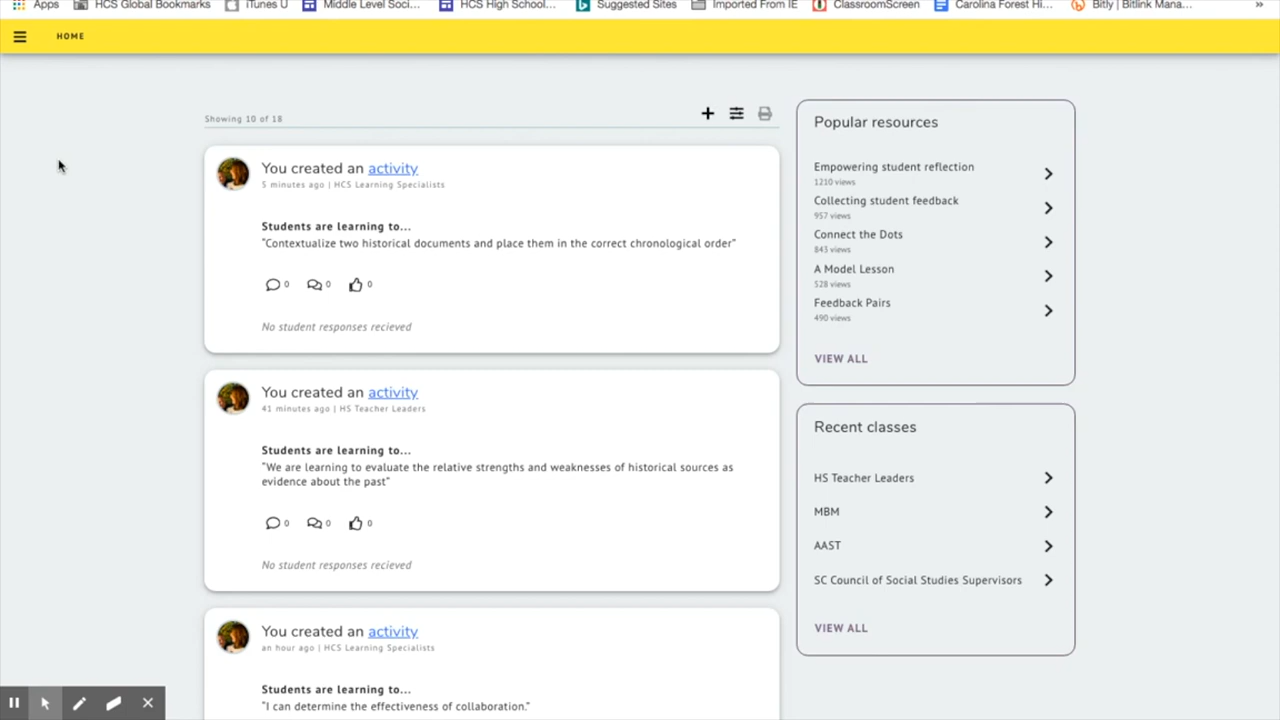 Apps
HCS Global Bookmarks
iTunes U
Middle Level Soci...
HCS High School...
Suggested Sites
Imported From IE
ClassroomScreen
Carolina Forest Hi...
Bitly | Bitlink Mana...
»
HOME
Showing 10 of 18
You created an activity
5 minutes ago | HCS Learning Specialists
Students are learning to...
"Contextualize two historical documents and place them in the correct chronological order"
0 0 0
No student responses recieved
You created an activity
41 minutes ago | HS Teacher Leaders
Students are learning to...
"We are learning to evaluate the relative strengths and weaknesses of historical sources as
evidence about the past"
0 0 0
No student responses recieved
You created an activity
an hour ago | HCS Learning Specialists
Students are learning to...
"I can determine the effectiveness of collaboration."
Popular resources
Empowering student reflection
1210 views
Collecting student feedback
957 views
Connect the Dots
843 views
A Model Lesson
528 views
Feedback Pairs
490 views
VIEW ALL
Recent classes
HS Teacher Leaders
MBM
AAST
SC Council of Social Studies Supervisors
VIEW ALL